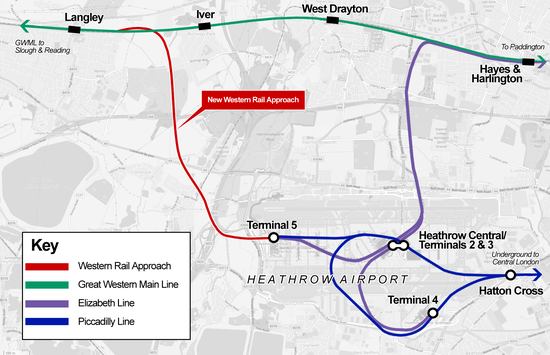 Langley
Iver
West Drayton
GWML to
Slough & Reading
To Paddington
Hayes &
Harlington
New Western Rail Approach
Terminal 5
Heathrow Central/
Terminals 2 & 3
Underground to
Central London
Key
Western Rail Approach
Great Western Main Line
Elizabeth Line
Piccadilly Line
HEATHROW AIRPORT
Hatton Cross
Terminal 4